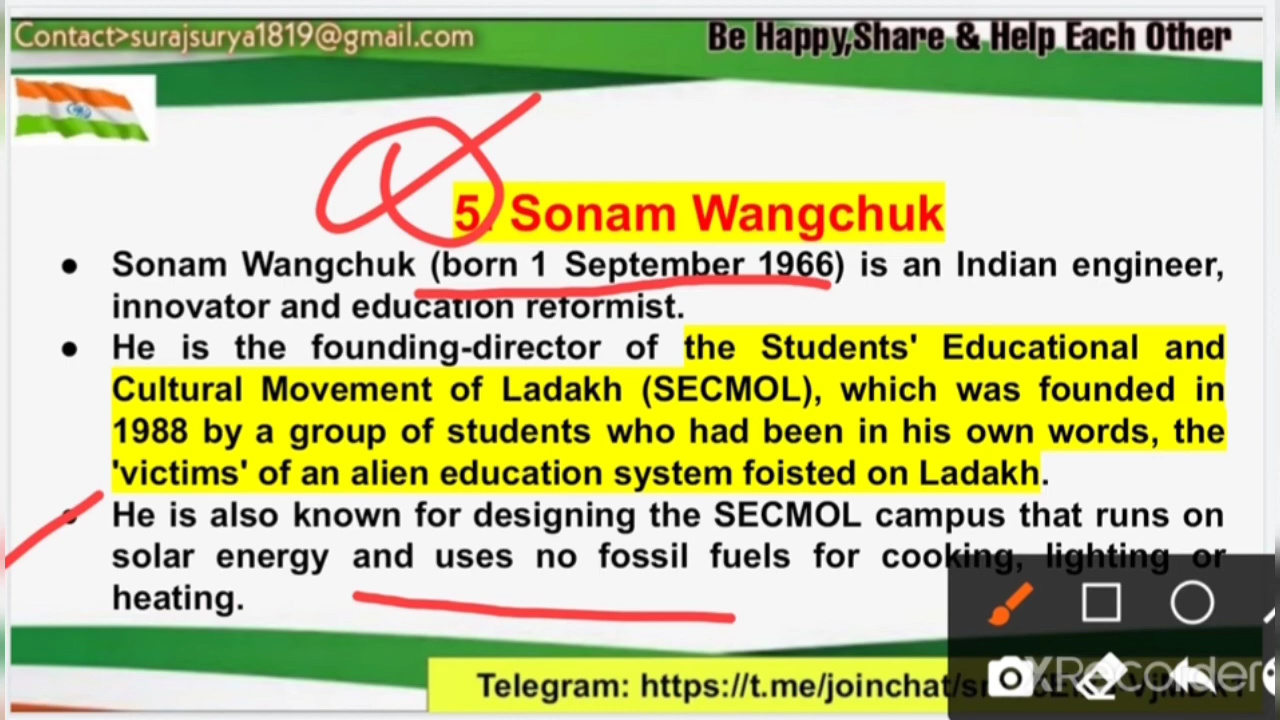 Contact>surajsurya1819@gmail.com
Be Happy,Share & Help Each Other
5. Sonam Wangchuk
● Sonam Wangchuk (born 1 September 1966) is an Indian engineer,
innovator and education reformist.
● He is the founding-director of the Students' Educational and
Cultural Movement of Ladakh (SECMOL), which was founded in
1988 by a group of students who had been in his own words, the
'victims' of an alien education system foisted on Ladakh.
● He is also known for designing the SECMOL campus that runs on
solar energy and uses no fossil fuels for cooking, lighting or
heating.
Telegram: https://t.me/joinchat/
XRecorder